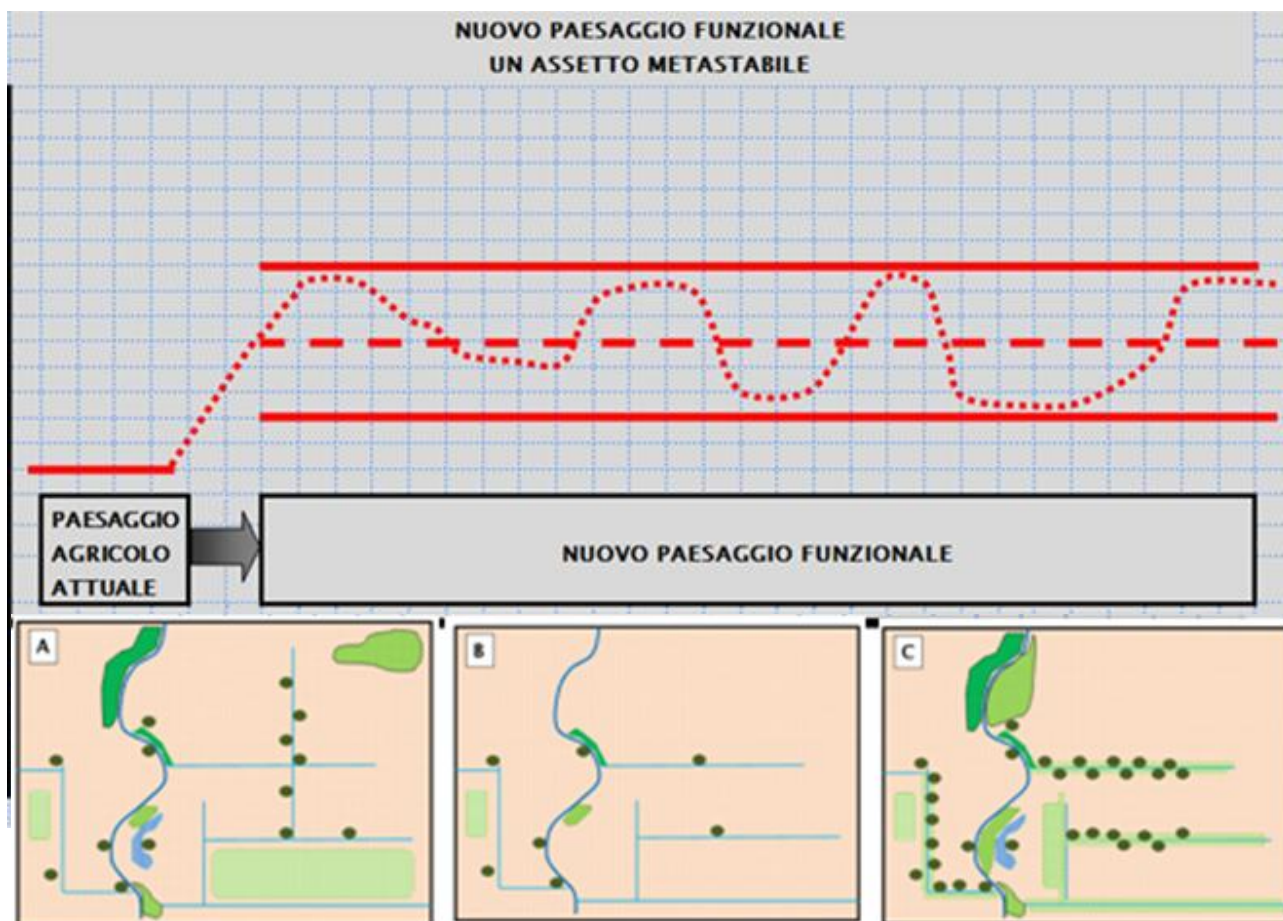 NUOVO PAESAGGIO FUNZIONALE
UN ASSETTO METASTABILE
PAESAGGIO
AGRICOLO
ATTUALE
NUOVO PAESAGGIO FUNZIONALE
A
B
C